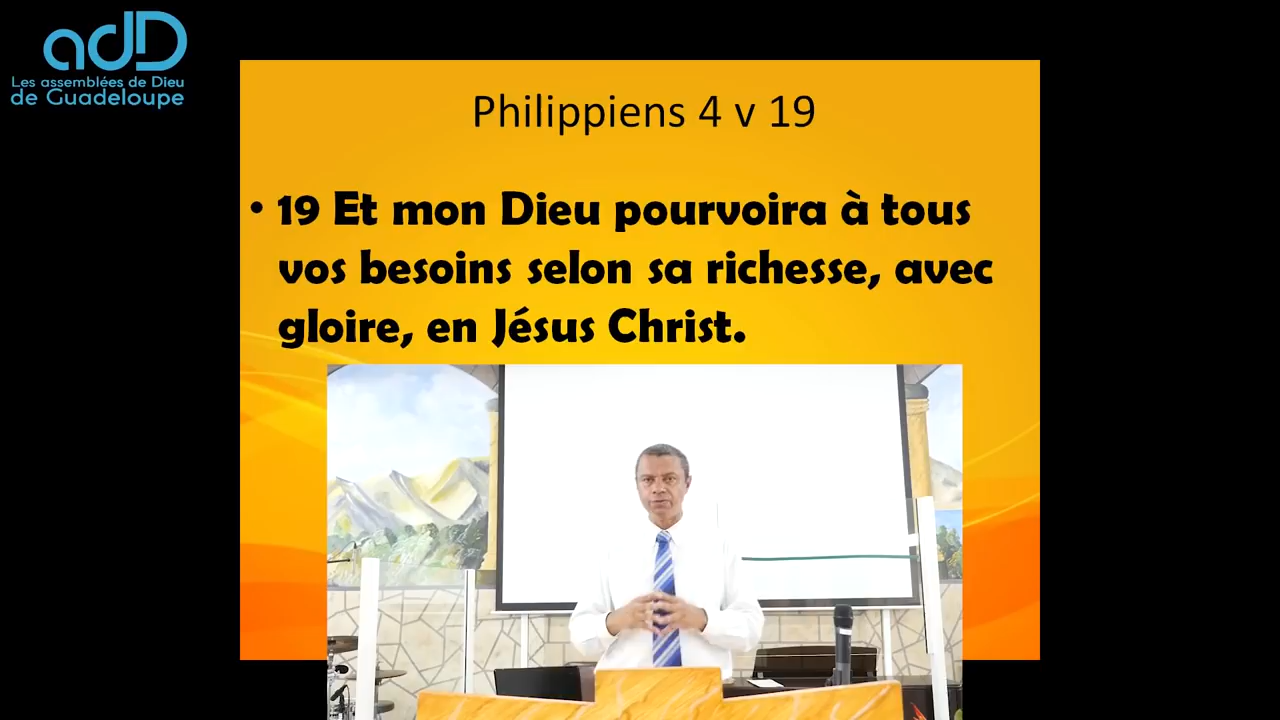 adD
Les assemblées de Dieu
de Guadeloupe
Philippiens 4 v 19
• 19 Et mon Dieu pourvoira à tous
vos besoins selon sa richesse, avec
gloire, en Jésus Christ.